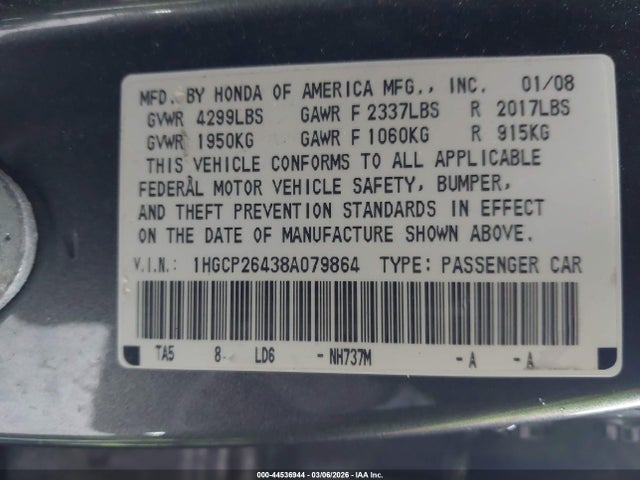 MFD. BY HONDA OF AMERICA MFG., INC. 01/08
GVWR 4299LBS GAWR F 2337LBS R 2017LBS
GVWR 1950KG GAWR F 1060KG R 915KG
THIS VEHICLE CONFORMS TO ALL APPLICABLE
FEDERAL MOTOR VEHICLE SAFETY, BUMPER,
AND THEFT PREVENTION STANDARDS IN EFFECT
ON THE DATE OF MANUFACTURE SHOWN ABOVE.
V.I.N.: 1HGCP26438A079864 TYPE: PASSENGER CAR
TA5 8 LD6 - NH737M - A - A
000-44536944 — 03/06/2026 — IAA Inc.